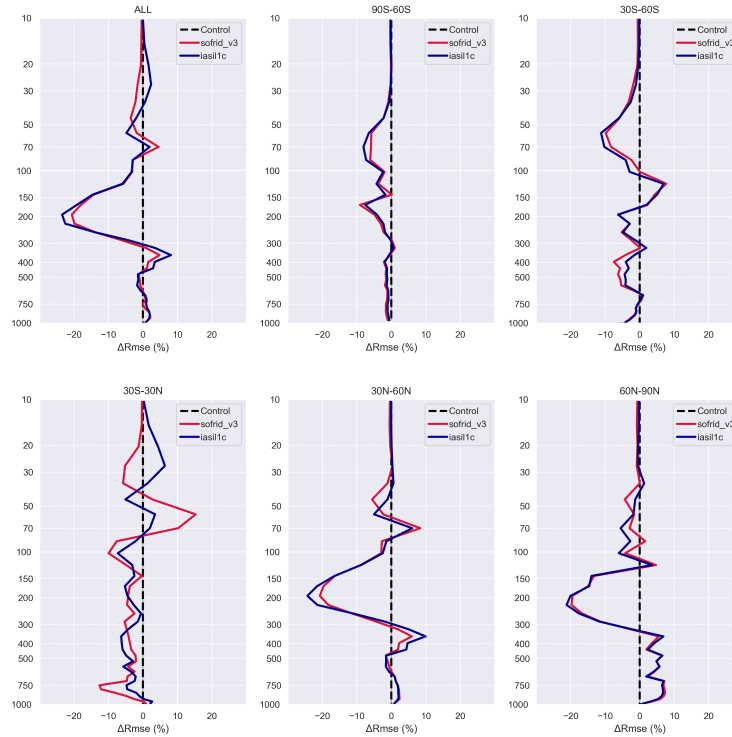 ALL
90S-60S
30S-60S
10
20
30
50
70
100
150
200
300
400
500
750
1000
Control
sofrid_v3
iasil1c
−20 −10 0 10 20
ΔRmse (%)
10
20
30
50
70
100
150
200
300
400
500
750
1000
Control
sofrid_v3
iasil1c
−20 −10 0 10 20
ΔRmse (%)
10
20
30
50
70
100
150
200
300
400
500
750
1000
Control
sofrid_v3
iasil1c
−20 −10 0 10 20
ΔRmse (%)
30S-30N
30N-60N
60N-90N
10
20
30
50
70
100
150
200
300
400
500
750
1000
Control
sofrid_v3
iasil1c
−20 −10 0 10 20
ΔRmse (%)
10
20
30
50
70
100
150
200
300
400
500
750
1000
Control
sofrid_v3
iasil1c
−20 −10 0 10 20
ΔRmse (%)
10
20
30
50
70
100
150
200
300
400
500
750
1000
Control
sofrid_v3
iasil1c
−20 −10 0 10 20
ΔRmse (%)